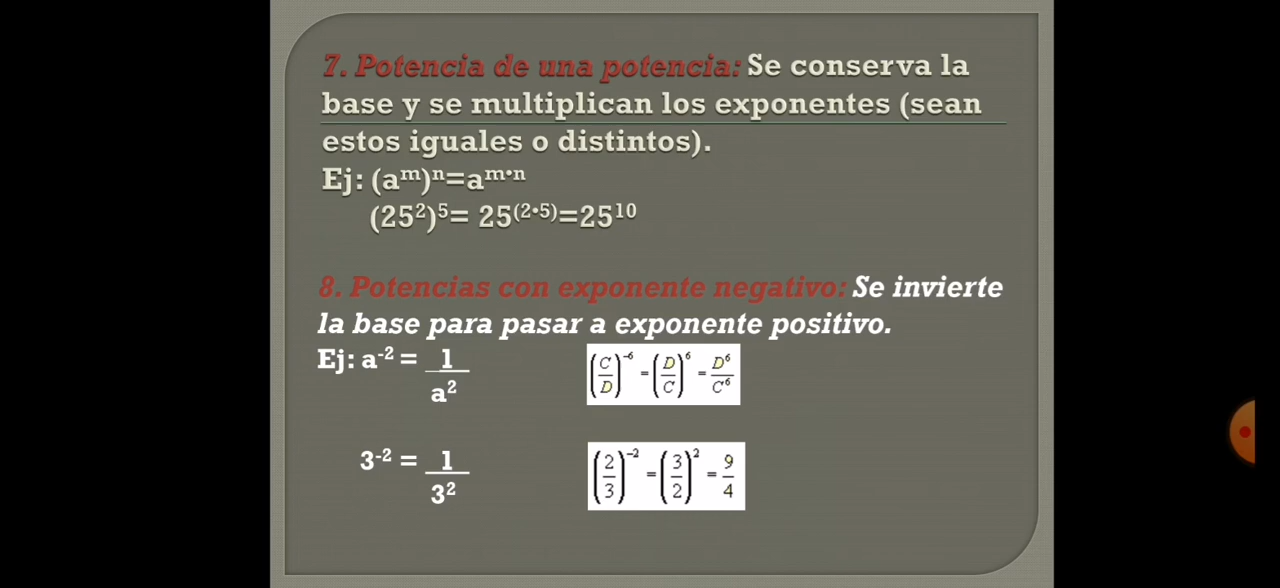 7. Potencia de una potencia: Se conserva la
base y se multiplican los exponentes (sean
estos iguales o distintos).
Ej: (aᵐ)ⁿ=aᵐ•ⁿ
(25²)⁵= 25⁽²•⁵⁾=25¹⁰
8. Potencias con exponente negativo: Se invierte
la base para pasar a exponente positivo.
Ej: a⁻² = 1/a²
(C/D)⁻⁶ = (D/C)⁶ = D⁶/C⁶
3⁻² = 1/3²
(2/3)⁻² = (3/2)² = 9/4